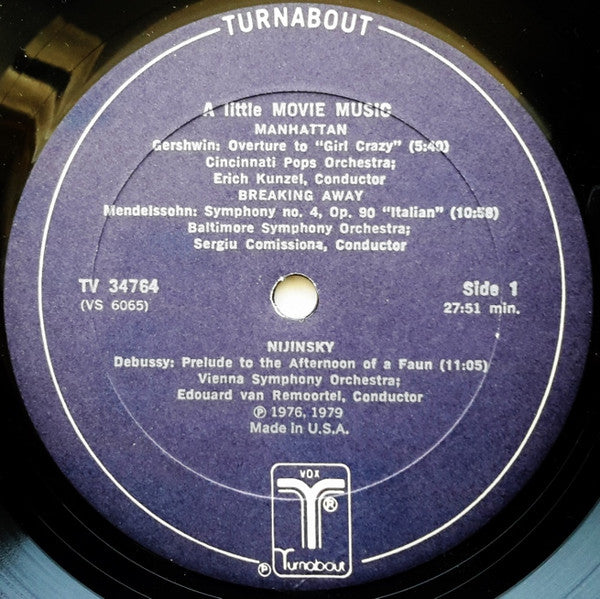 TURNABOUT
A little MOVIE MUSIC
MANHATTAN
Gershwin: Overture to "Girl Crazy" (5:49)
Cincinnati Pops Orchestra;
Erich Kunzel, Conductor
BREAKING AWAY
Mendelssohn: Symphony no. 4, Op. 90 "Italian" (10:58)
Baltimore Symphony Orchestra;
Sergiu Comissiona, Conductor
TV 34764 Side 1
(VS 6065) 27:51 min.
NIJINSKY
Debussy: Prelude to the Afternoon of a Faun (11:05)
Vienna Symphony Orchestra;
Edouard van Remoortel, Conductor
℗ 1976, 1979
Made in U.S.A.
VOX
®
℗ Turnabout